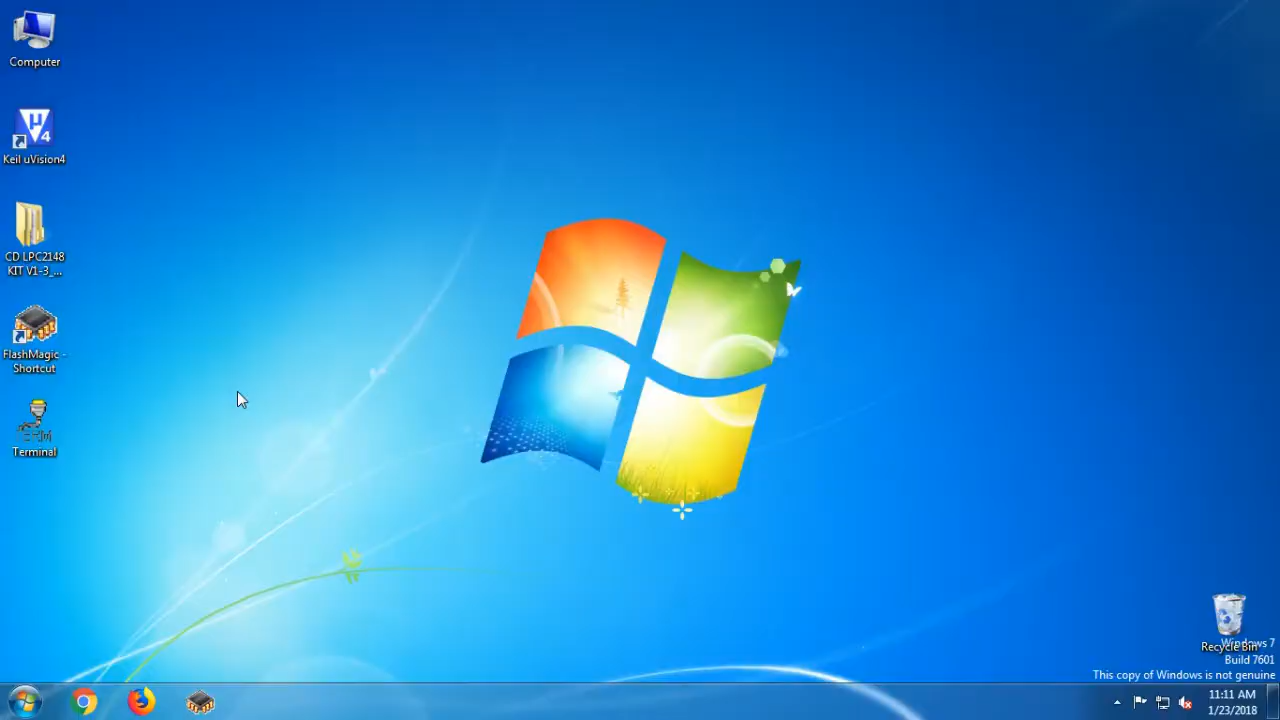 Computer
µ
4
Keil uVision4
CD LPC2148
KIT V1-3_...
FlashMagic -
Shortcut
Terminal
Recycle Bin
Windows 7
Build 7601
This copy of Windows is not genuine
11:11 AM
1/23/2018